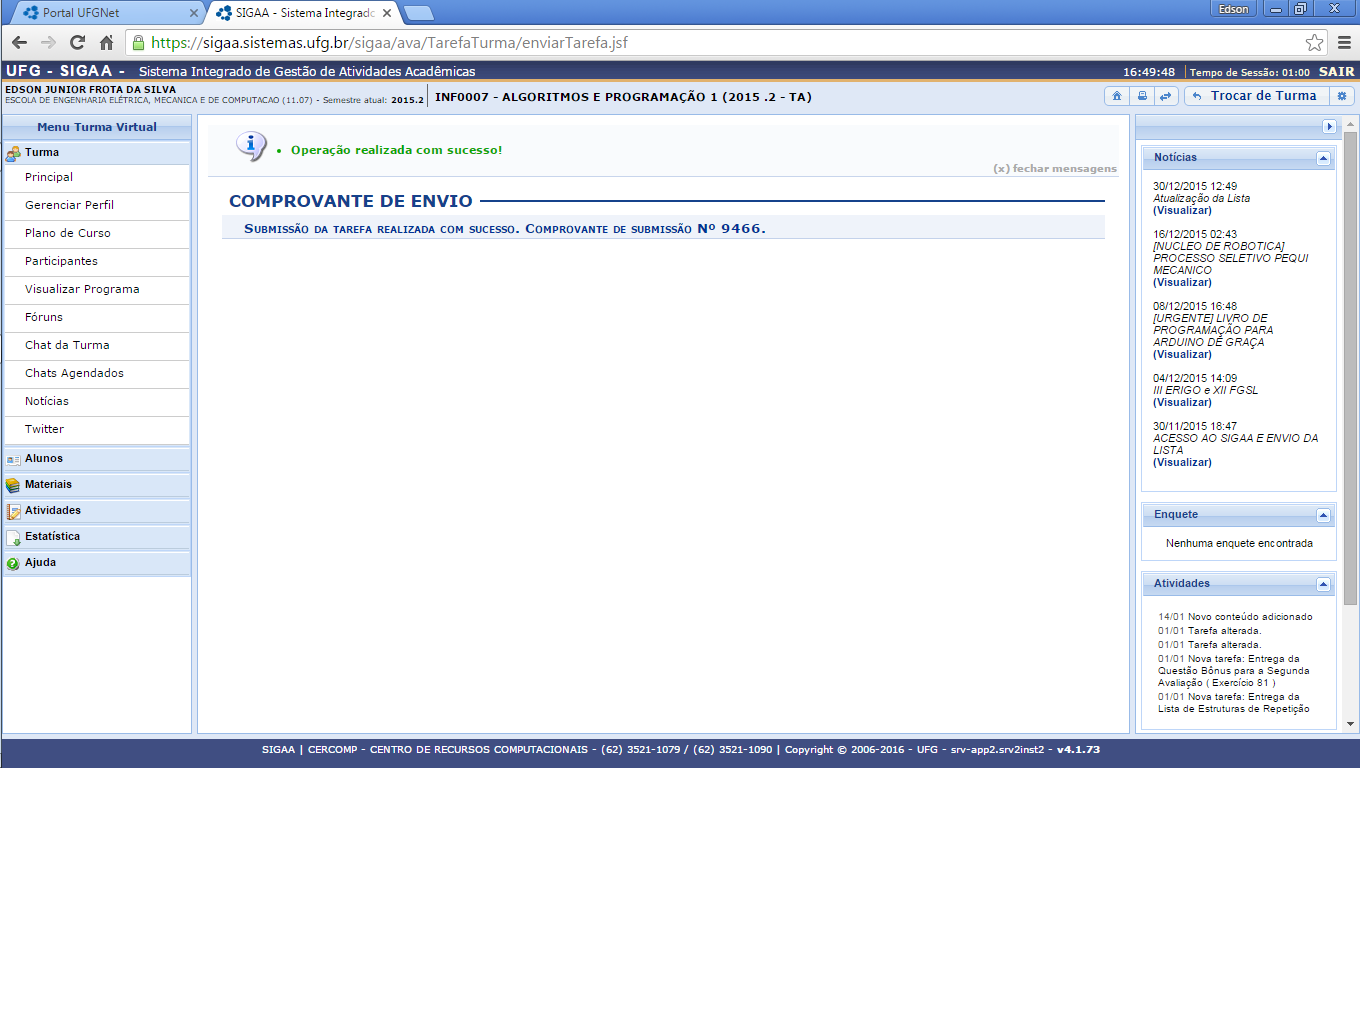 Portal UFGNet
SIGAA - Sistema Integrado
Edson
https://sigaa.sistemas.ufg.br/sigaa/ava/TarefaTurma/enviarTarefa.jsf
UFG - SIGAA - Sistema Integrado de Gestão de Atividades Acadêmicas
16:49:48 Tempo de Sessão: 01:00 SAIR
EDSON JUNIOR FROTA DA SILVA
ESCOLA DE ENGENHARIA ELÉTRICA, MECANICA E DE COMPUTACAO (11.07) - Semestre atual: 2015.2
INF0007 - ALGORITMOS E PROGRAMAÇÃO 1 (2015 .2 - TA)
Trocar de Turma
Menu Turma Virtual
Turma
Principal
Gerenciar Perfil
Plano de Curso
Participantes
Visualizar Programa
Fóruns
Chat da Turma
Chats Agendados
Notícias
Twitter
Alunos
Materiais
Atividades
Estatística
Ajuda
Operação realizada com sucesso!
(x) fechar mensagens
COMPROVANTE DE ENVIO
Submissão da tarefa realizada com sucesso. Comprovante de submissão Nº 9466.
Notícias
30/12/2015 12:49
Atualização da Lista
(Visualizar)
16/12/2015 02:43
[NUCLEO DE ROBOTICA]
PROCESSO SELETIVO PEQUI
MECANICO
(Visualizar)
08/12/2015 16:48
[URGENTE] LIVRO DE
PROGRAMAÇÃO PARA
ARDUINO DE GRAÇA
(Visualizar)
04/12/2015 14:09
III ERIGO e XII FGSL
(Visualizar)
30/11/2015 18:47
ACESSO AO SIGAA E ENVIO DA
LISTA
(Visualizar)
Enquete
Nenhuma enquete encontrada
Atividades
14/01 Novo conteúdo adicionado
01/01 Tarefa alterada.
01/01 Tarefa alterada.
01/01 Nova tarefa: Entrega da
Questão Bônus para a Segunda
Avaliação ( Exercício 81 )
01/01 Nova tarefa: Entrega da
Lista de Estruturas de Repetição
SIGAA | CERCOMP - CENTRO DE RECURSOS COMPUTACIONAIS - (62) 3521-1079 / (62) 3521-1090 | Copyright © 2006-2016 - UFG - srv-app2.srv2inst2 - v4.1.73